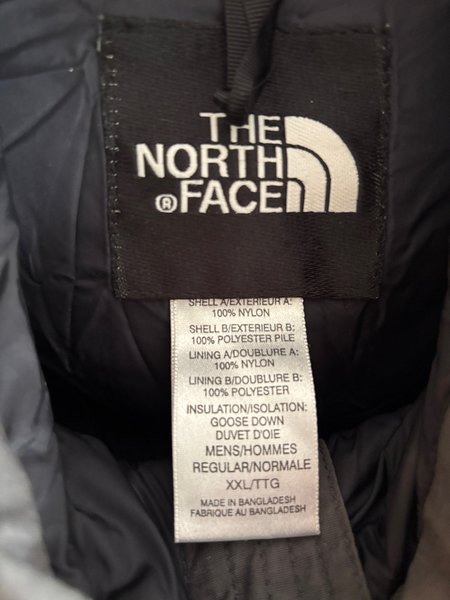 THE
NORTH
® FACE
SHELL A/EXTERIEUR A:
100% NYLON
SHELL B/EXTERIEUR B:
100% POLYESTER PILE
LINING A/DOUBLURE A:
100% NYLON
LINING B/DOUBLURE B:
100% POLYESTER
INSULATION/ISOLATION:
GOOSE DOWN
DUVET D'OIE
MENS/HOMMES
REGULAR/NORMALE
XXL/TTG
MADE IN BANGLADESH
FABRIQUE AU BANGLADESH